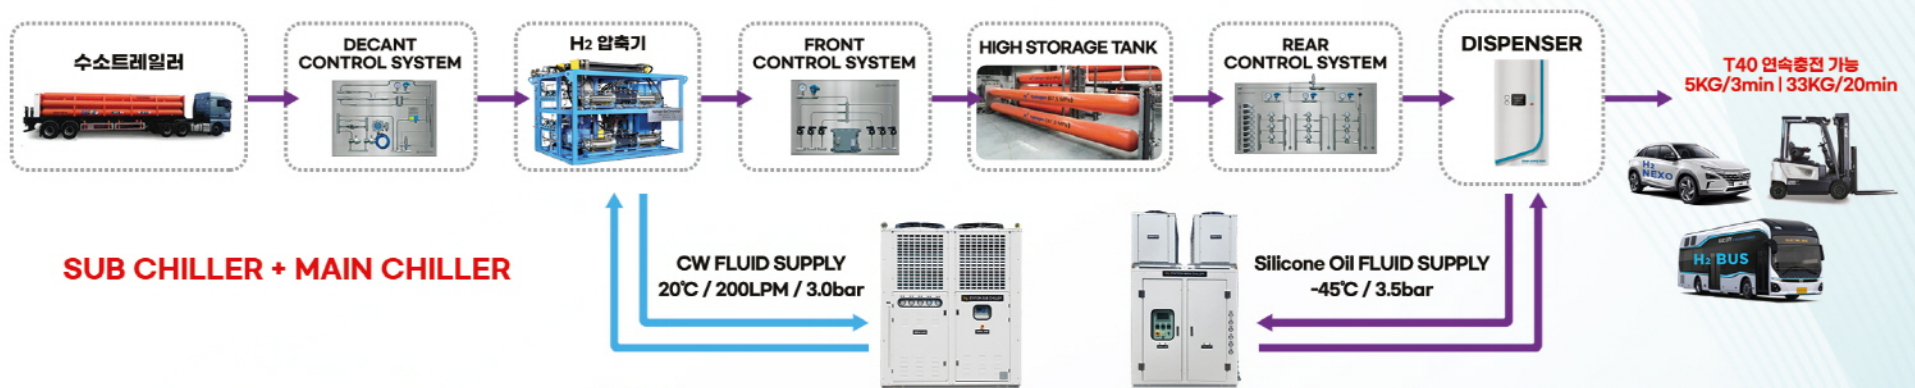 수소트레일러
DECANT
CONTROL SYSTEM
H2 압축기
FRONT
CONTROL SYSTEM
HIGH STORAGE TANK
REAR
CONTROL SYSTEM
DISPENSER
T40 연속충전 가능
5KG/3min | 33KG/20min
H2
NEXO
H2 BUS
SUB CHILLER + MAIN CHILLER
CW FLUID SUPPLY
20℃ / 200LPM / 3.0bar
Silicone Oil FLUID SUPPLY
-45℃ / 3.5bar